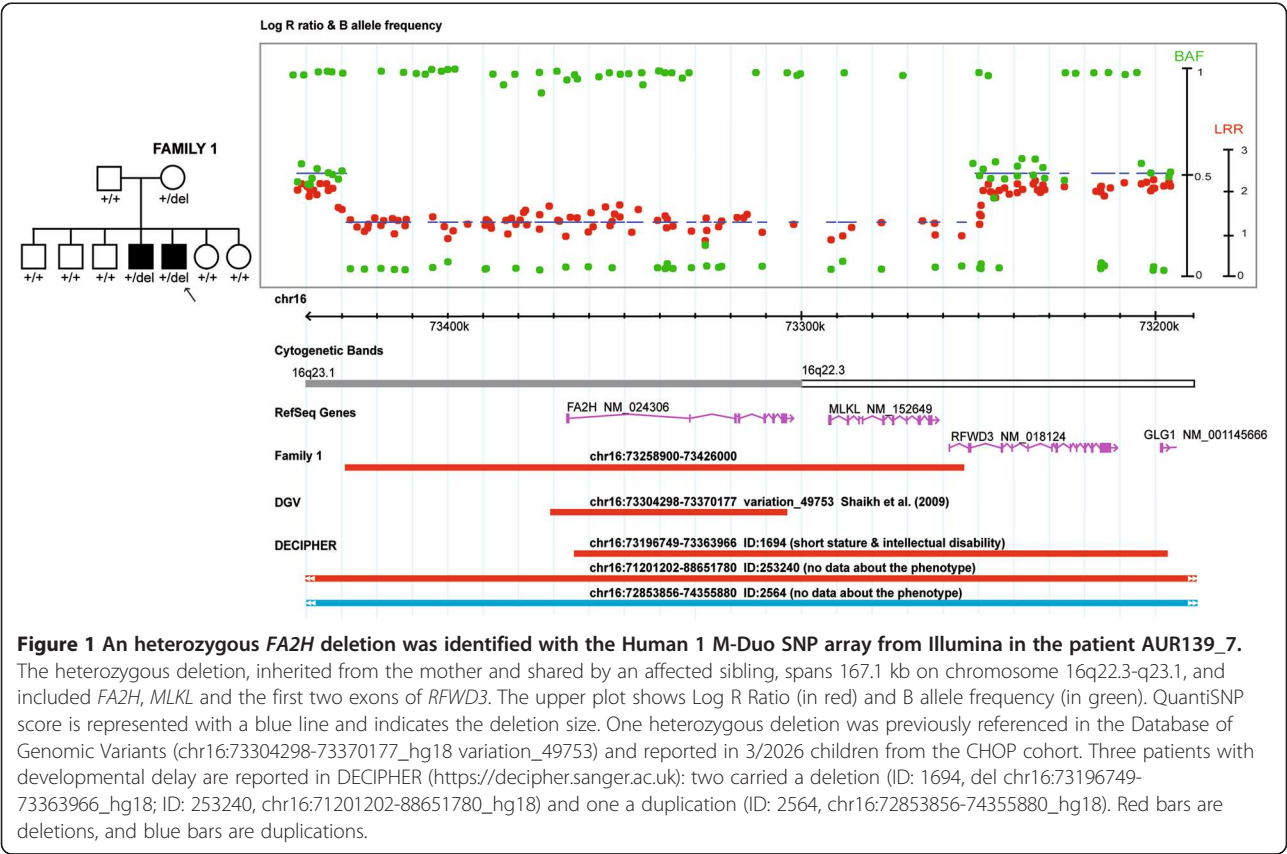 Log R ratio & B allele frequency
BAF
1
LRR
3
0.5
2
1
0
0
FAMILY 1
+/+
+/del
+/+
+/+
+/+
+/del
+/del
+/+
+/+
chr16
73400k
73300k
73200k
Cytogenetic Bands
16q23.1
16q22.3
RefSeq Genes
FA2H NM_024306
MLKL NM_152649
RFWD3 NM_018124
GLG1 NM_001145666
Family 1
chr16:73258900-73426000
DGV
chr16:73304298-73370177 variation_49753 Shaikh et al. (2009)
DECIPHER
chr16:73196749-73363966 ID:1694 (short stature & intellectual disability)
chr16:71201202-88651780 ID:253240 (no data about the phenotype)
chr16:72853856-74355880 ID:2564 (no data about the phenotype)
Figure 1 An heterozygous FA2H deletion was identified with the Human 1 M-Duo SNP array from Illumina in the patient AUR139_7.
The heterozygous deletion, inherited from the mother and shared by an affected sibling, spans 167.1 kb on chromosome 16q22.3-q23.1, and
included FA2H, MLKL and the first two exons of RFWD3. The upper plot shows Log R Ratio (in red) and B allele frequency (in green). QuantiSNP
score is represented with a blue line and indicates the deletion size. One heterozygous deletion was previously referenced in the Database of
Genomic Variants (chr16:73304298-73370177_hg18 variation_49753) and reported in 3/2026 children from the CHOP cohort. Three patients with
developmental delay are reported in DECIPHER (https://decipher.sanger.ac.uk): two carried a deletion (ID: 1694, del chr16:73196749-
73363966_hg18; ID: 253240, chr16:71201202-88651780_hg18) and one a duplication (ID: 2564, chr16:72853856-74355880_hg18). Red bars are
deletions, and blue bars are duplications.